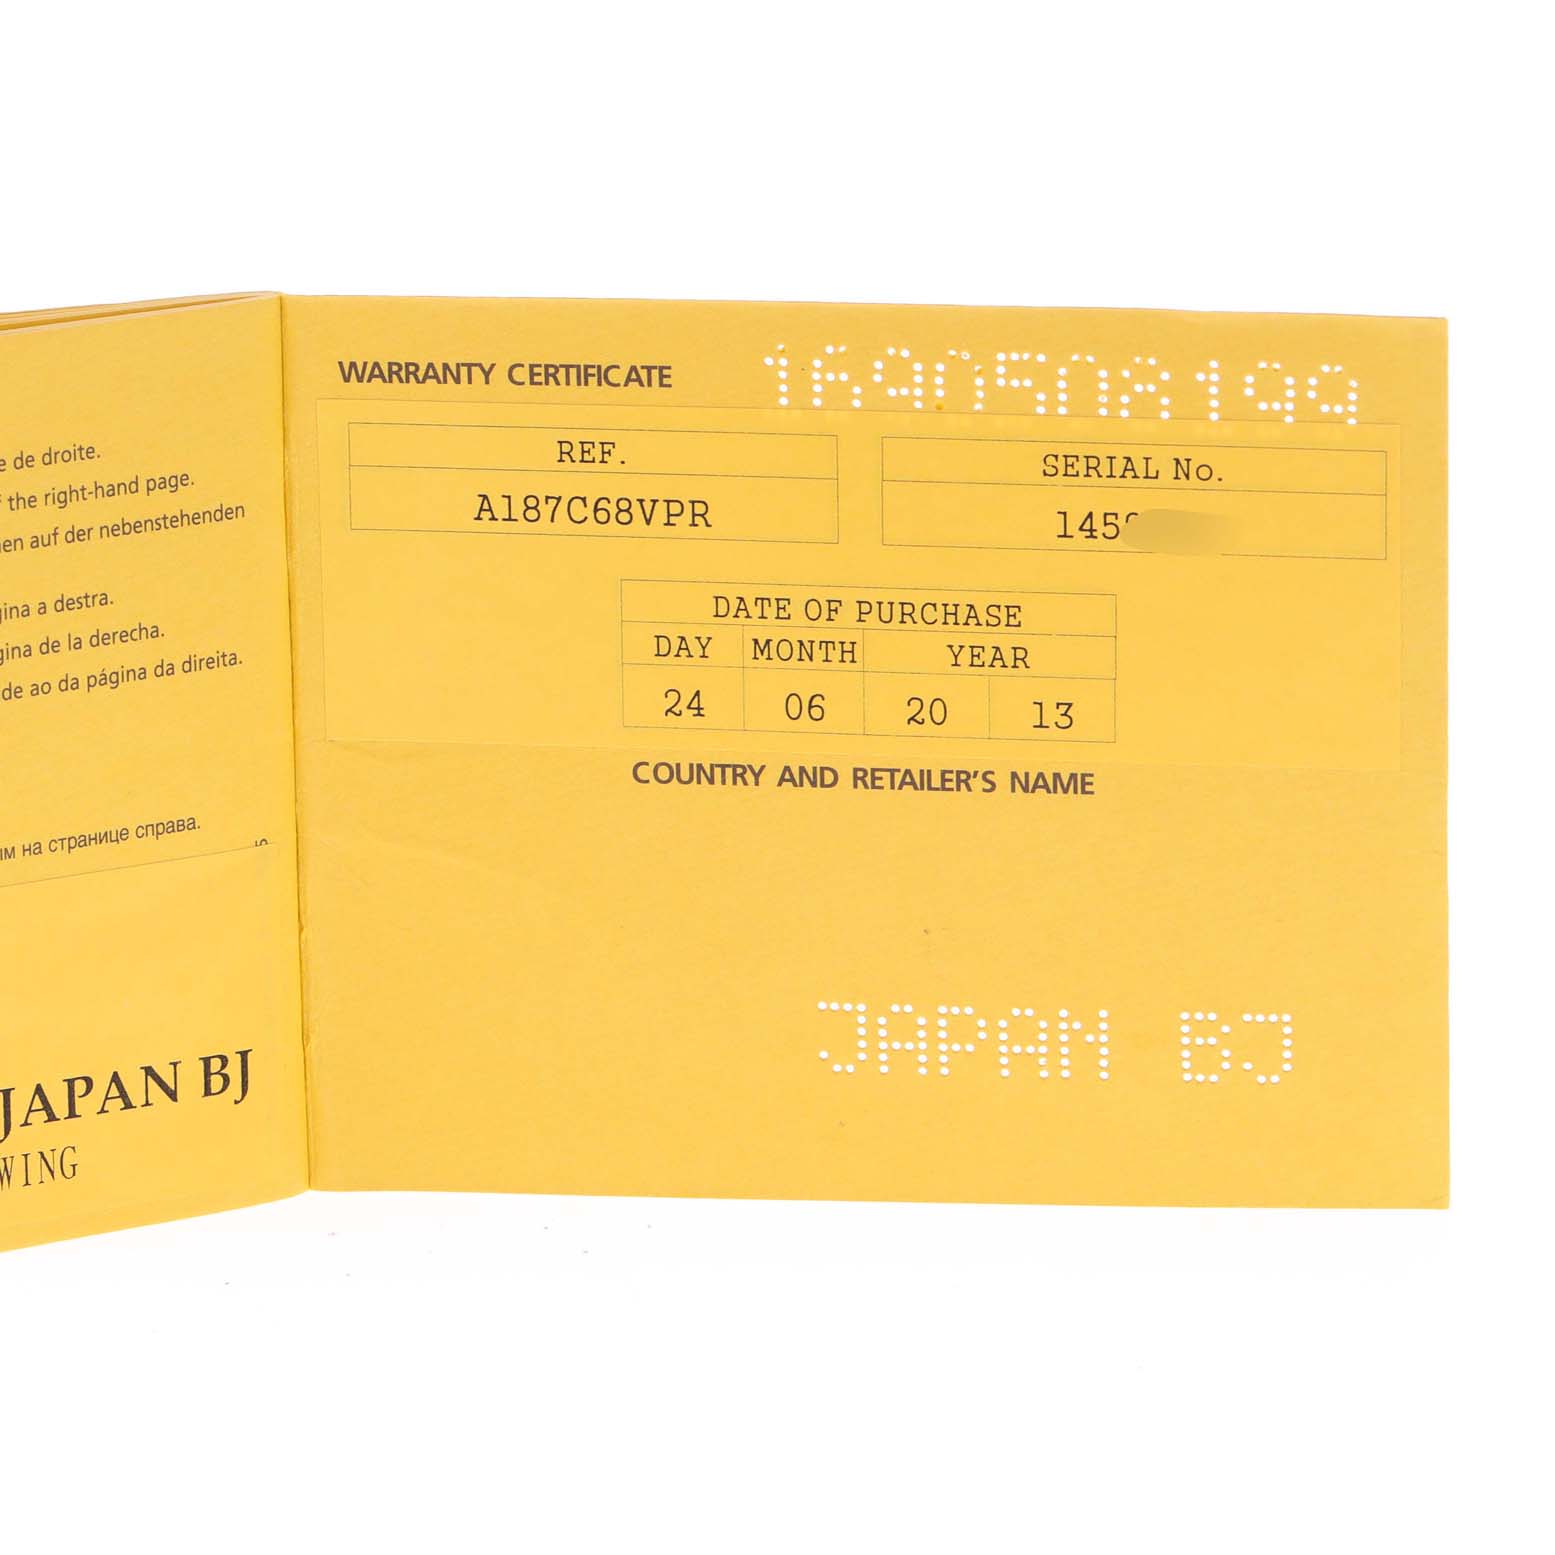 e de droite.
the right-hand page.
en auf der nebenstehenden
gina a destra.
gina de la derecha.
de ao da página da direita.
ым на странице справа.
JAPAN BJ
WING
WARRANTY CERTIFICATE
REF.
A187C68VPR
SERIAL No.
145
DATE OF PURCHASE
DAY MONTH YEAR
24 06 20 13
COUNTRY AND RETAILER'S NAME
JAPAN BJ